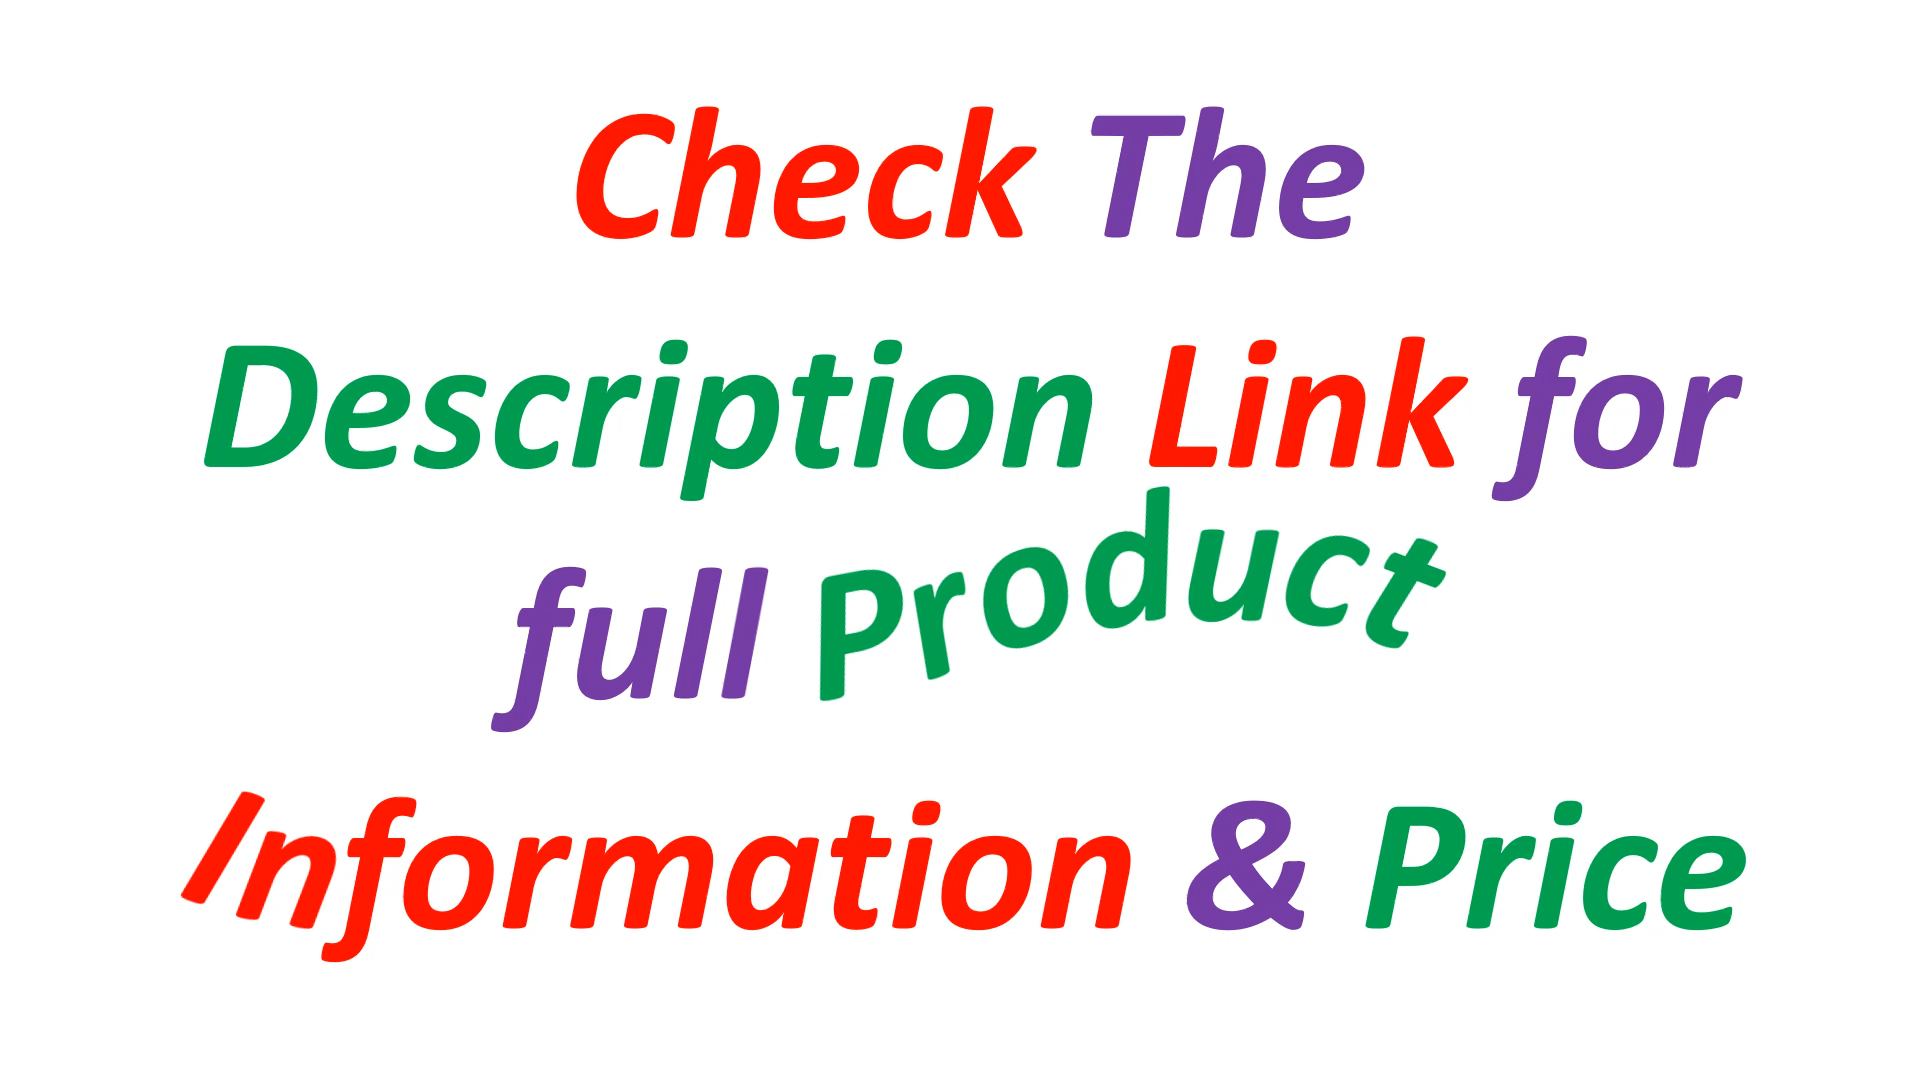 Check The
Description Link for
full Product
Information & Price